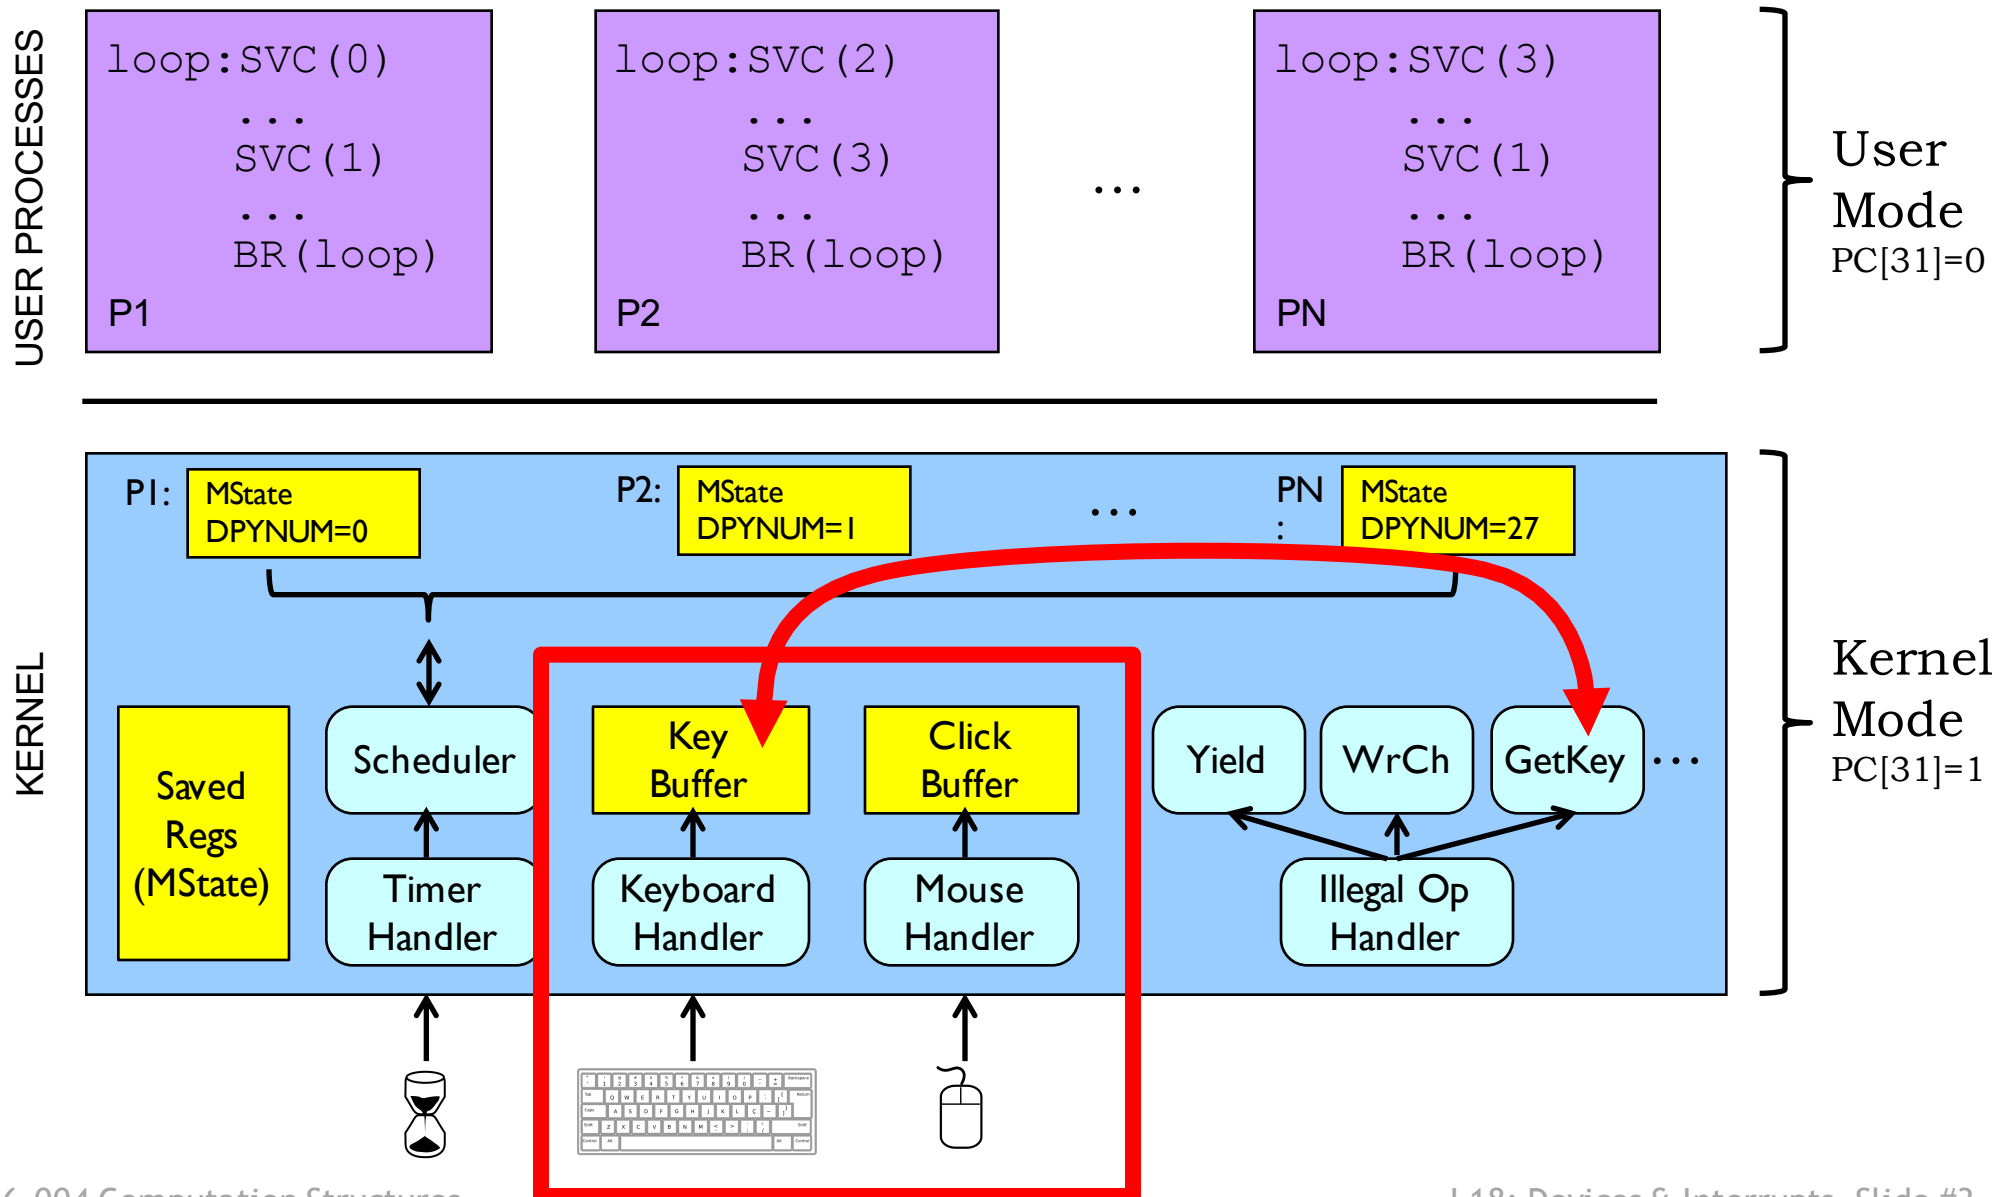 USER PROCESSES
loop:SVC(0)
...
SVC(1)
...
BR(loop)
P1
loop:SVC(2)
...
SVC(3)
...
BR(loop)
P2
...
loop:SVC(3)
...
SVC(1)
...
BR(loop)
PN
User
Mode
PC[31]=0
KERNEL
P1:
MState
DPYNUM=0
P2:
MState
DPYNUM=1
...
PN
:
MState
DPYNUM=27
Saved
Regs
(MState)
Scheduler
Timer
Handler
Key
Buffer
Keyboard
Handler
Click
Buffer
Mouse
Handler
Yield
WrCh
GetKey
...
Illegal Op
Handler
Kernel
Mode
PC[31]=1